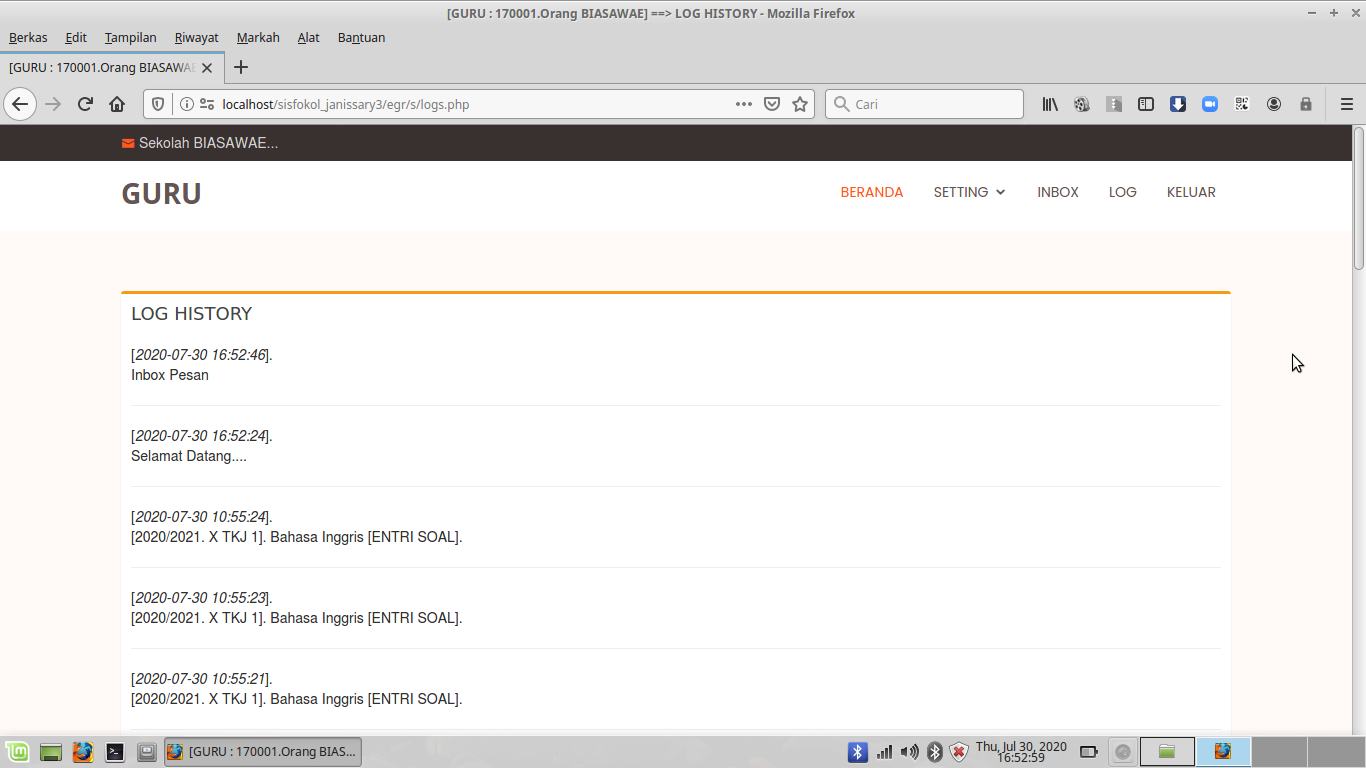 [GURU : 170001.Orang BIASAWAE] ==> LOG HISTORY - Mozilla Firefox
Berkas Edit Tampilan Riwayat Markah Alat Bantuan
[GURU : 170001.Orang BIASAWAE
localhost/sisfokol_janissary3/egr/s/logs.php
Cari
Sekolah BIASAWAE...
GURU
BERANDA SETTING INBOX LOG KELUAR
LOG HISTORY
[2020-07-30 16:52:46].
Inbox Pesan
[2020-07-30 16:52:24].
Selamat Datang....
[2020-07-30 10:55:24].
[2020/2021. X TKJ 1]. Bahasa Inggris [ENTRI SOAL].
[2020-07-30 10:55:23].
[2020/2021. X TKJ 1]. Bahasa Inggris [ENTRI SOAL].
[2020-07-30 10:55:21].
[2020/2021. X TKJ 1]. Bahasa Inggris [ENTRI SOAL].
[GURU : 170001.Orang BIAS...
Thu, Jul 30, 2020
16:52:59